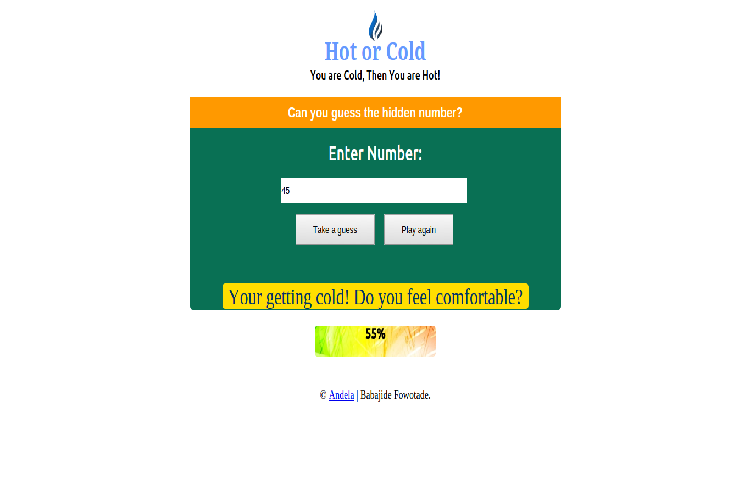 Hot or Cold
You are Cold, Then You are Hot!
Can you guess the hidden number?
Enter Number:
45
Take a guess Play again
Your getting cold! Do you feel comfortable?
55%
© Andela | Babajide Fowotade.